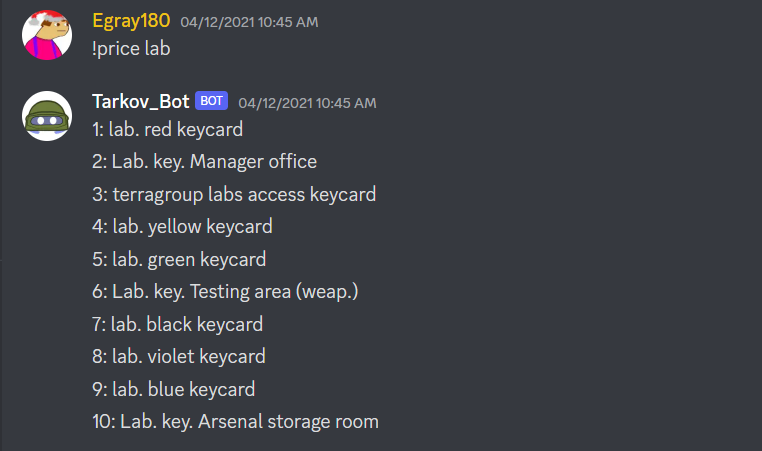 Egray180 04/12/2021 10:45 AM
!price lab
Tarkov_Bot BOT 04/12/2021 10:45 AM
1: lab. red keycard
2: Lab. key. Manager office
3: terragroup labs access keycard
4: lab. yellow keycard
5: lab. green keycard
6: Lab. key. Testing area (weap.)
7: lab. black keycard
8: lab. violet keycard
9: lab. blue keycard
10: Lab. key. Arsenal storage room